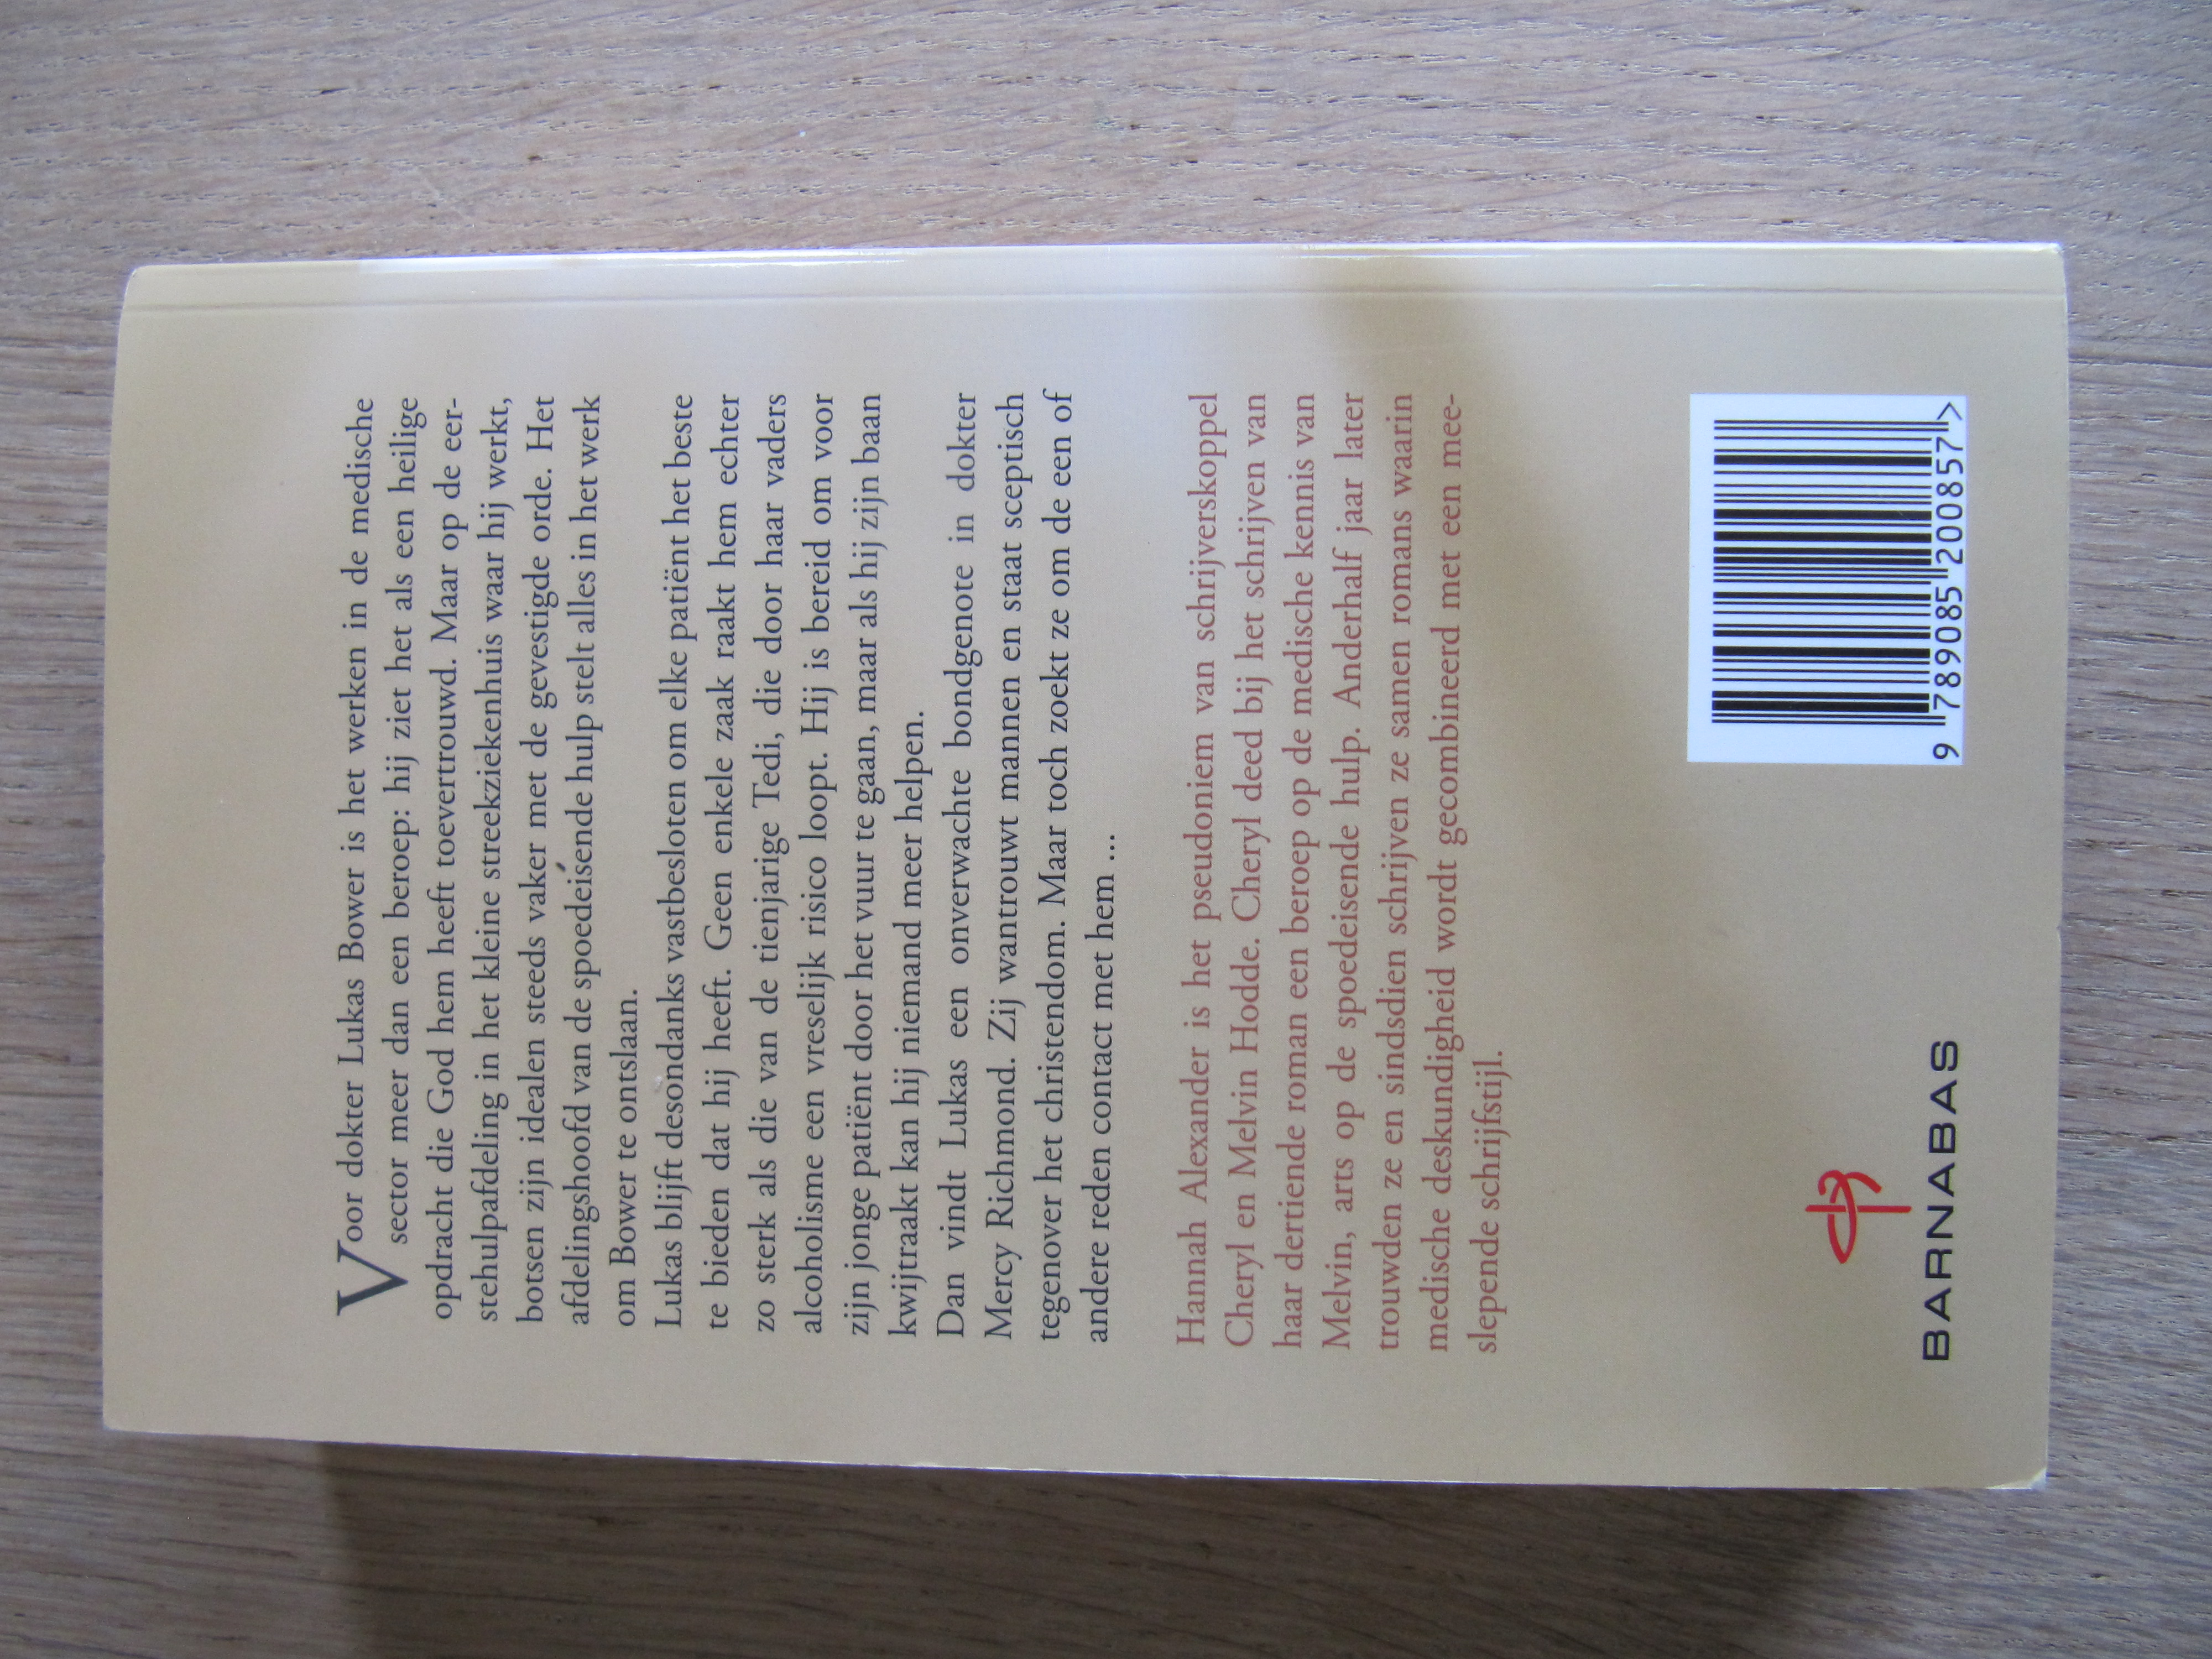 Voor dokter Lukas Bower is het werken in de medische
sector meer dan een beroep: hij ziet het als een heilige
opdracht die God hem heeft toevertrouwd. Maar op de eer-
stehulpafdeling in het kleine streekziekenhuis waar hij werkt,
botsen zijn idealen steeds vaker met de gevestigde orde. Het
afdelingshoofd van de spoedeisende hulp stelt alles in het werk
om Bower te ontslaan.
Lukas blijft desondanks vastbesloten om elke patiënt het beste
te bieden dat hij heeft. Geen enkele zaak raakt hem echter
zo sterk als die van de tienjarige Tedi, die door haar vaders
alcoholisme een vreselijk risico loopt. Hij is bereid om voor
zijn jonge patiënt door het vuur te gaan, maar als hij zijn baan
kwijtraakt kan hij niemand meer helpen.
Dan vindt Lukas een onverwachte bondgenote in dokter
Mercy Richmond. Zij wantrouwt mannen en staat sceptisch
tegenover het christendom. Maar toch zoekt ze om de een of
andere reden contact met hem ...
Hannah Alexander is het pseudoniem van schrijverskoppel
Cheryl en Melvin Hodde. Cheryl deed bij het schrijven van
haar dertiende roman een beroep op de medische kennis van
Melvin, arts op de spoedeisende hulp. Anderhalf jaar later
trouwden ze en sindsdien schrijven ze samen romans waarin
medische deskundigheid wordt gecombineerd met een mee-
slepende schrijfstijl.
BARNABAS
9 789085 200857 >